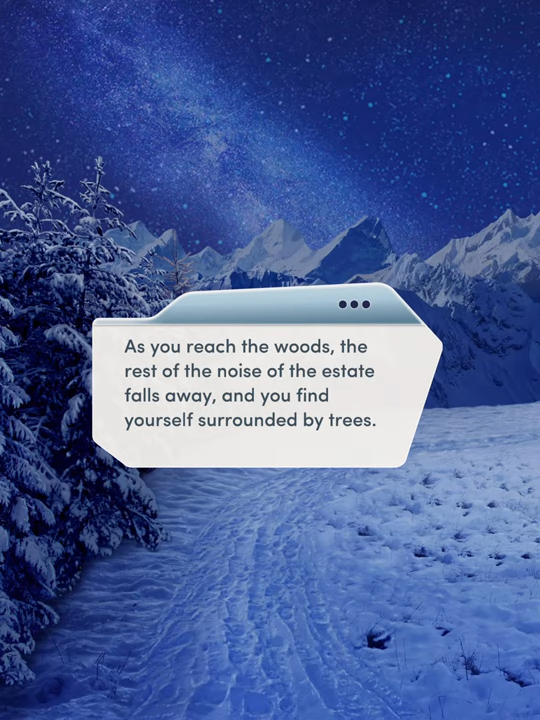 As you reach the woods, the
rest of the noise of the estate
falls away, and you find
yourself surrounded by trees.